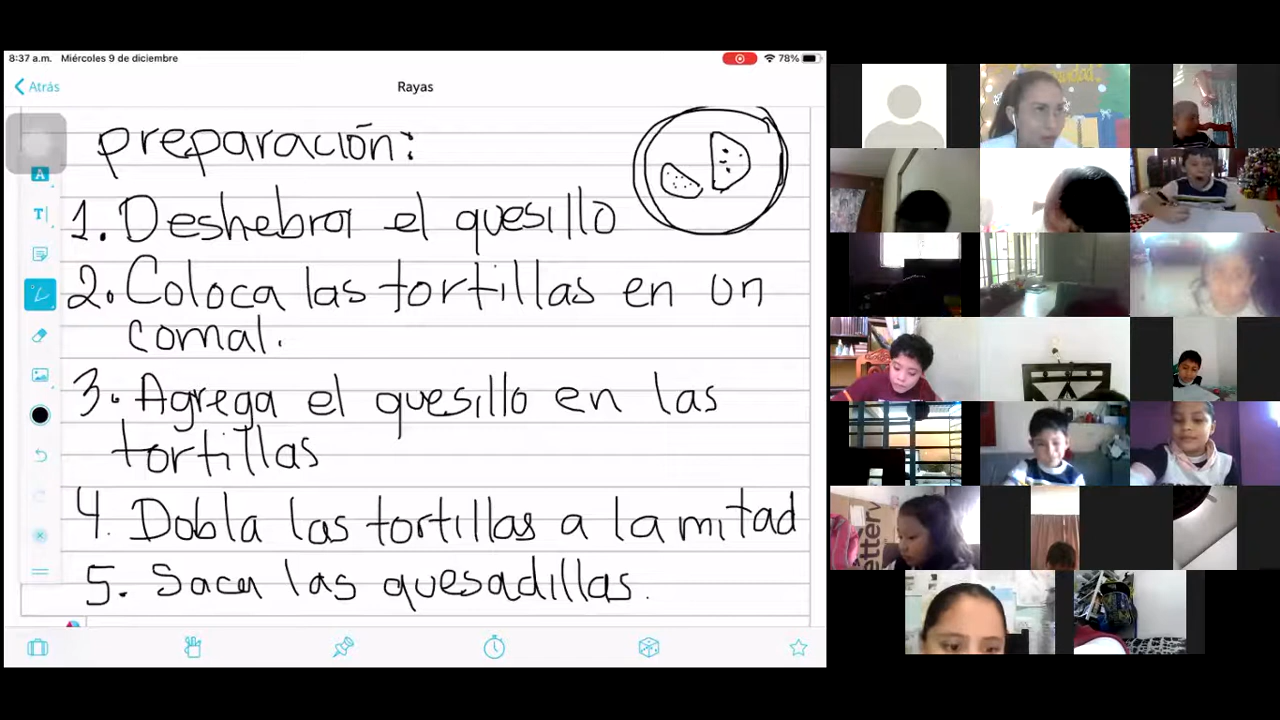 8:37 a.m. Miércoles 9 de diciembre
78%
Atrás
Rayas
preparación:
1. Deshebrar el quesillo
2. Coloca las tortillas en un
comal.
3. Agrega el quesillo en las
tortillas
4. Dobla las tortillas a la mitad
5. Saca las quesadillas.